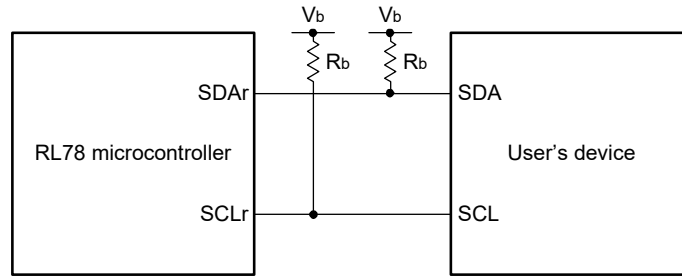 Vb Vb
Rb Rb
SDAr SDA
RL78 microcontroller User’s device
SCLr SCL